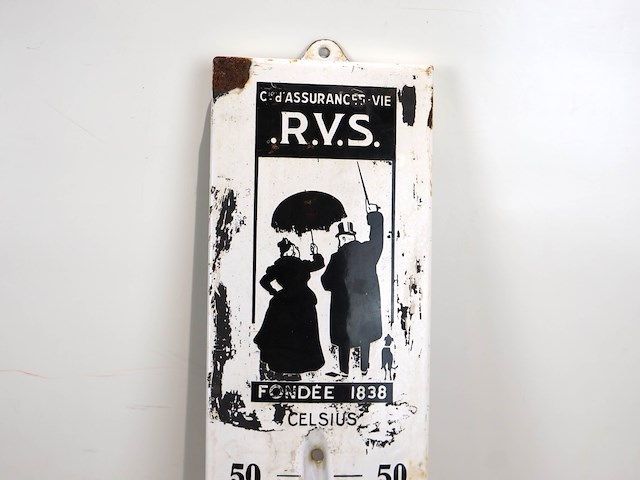 Cie d'ASSURANCES-VIE
.R.V.S.
FONDÉE 1838
CELSIUS
50 — — 50